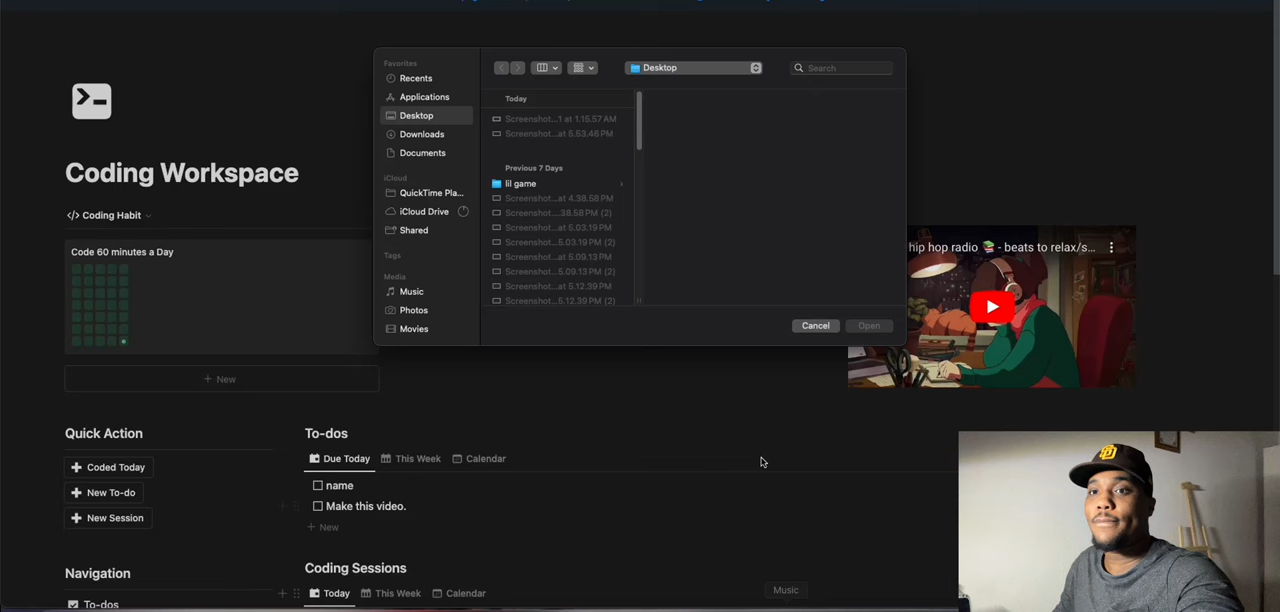 Favorites
Recents
Applications
Desktop
Downloads
Documents
iCloud
QuickTime Pla...
iCloud Drive
Shared
Tags
Media
Music
Photos
Movies
Desktop
Search
Today
Screenshot...1 at 1.15.57 AM
Screenshot...at 5.53.46 PM
Previous 7 Days
lil game
Screenshot...at 4.38.58 PM
Screenshot....38.58 PM (2)
Screenshot...at 5.03.19 PM
Screenshot...5.03.19 PM (2)
Screenshot...at 5.09.13 PM
Screenshot...5.09.13 PM (2)
Screenshot...at 5.12.39 PM
Screenshot...5.12.39 PM (2)
Cancel
Open
Coding Workspace
</> Coding Habit
Code 60 minutes a Day
+ New
hip hop radio 📚 - beats to relax/s...
Quick Action
+ Coded Today
+ New To-do
+ New Session
Navigation
To-dos
To-dos
Due Today This Week Calendar
name
Make this video.
+ New
Coding Sessions
Today This Week Calendar
Music
SD